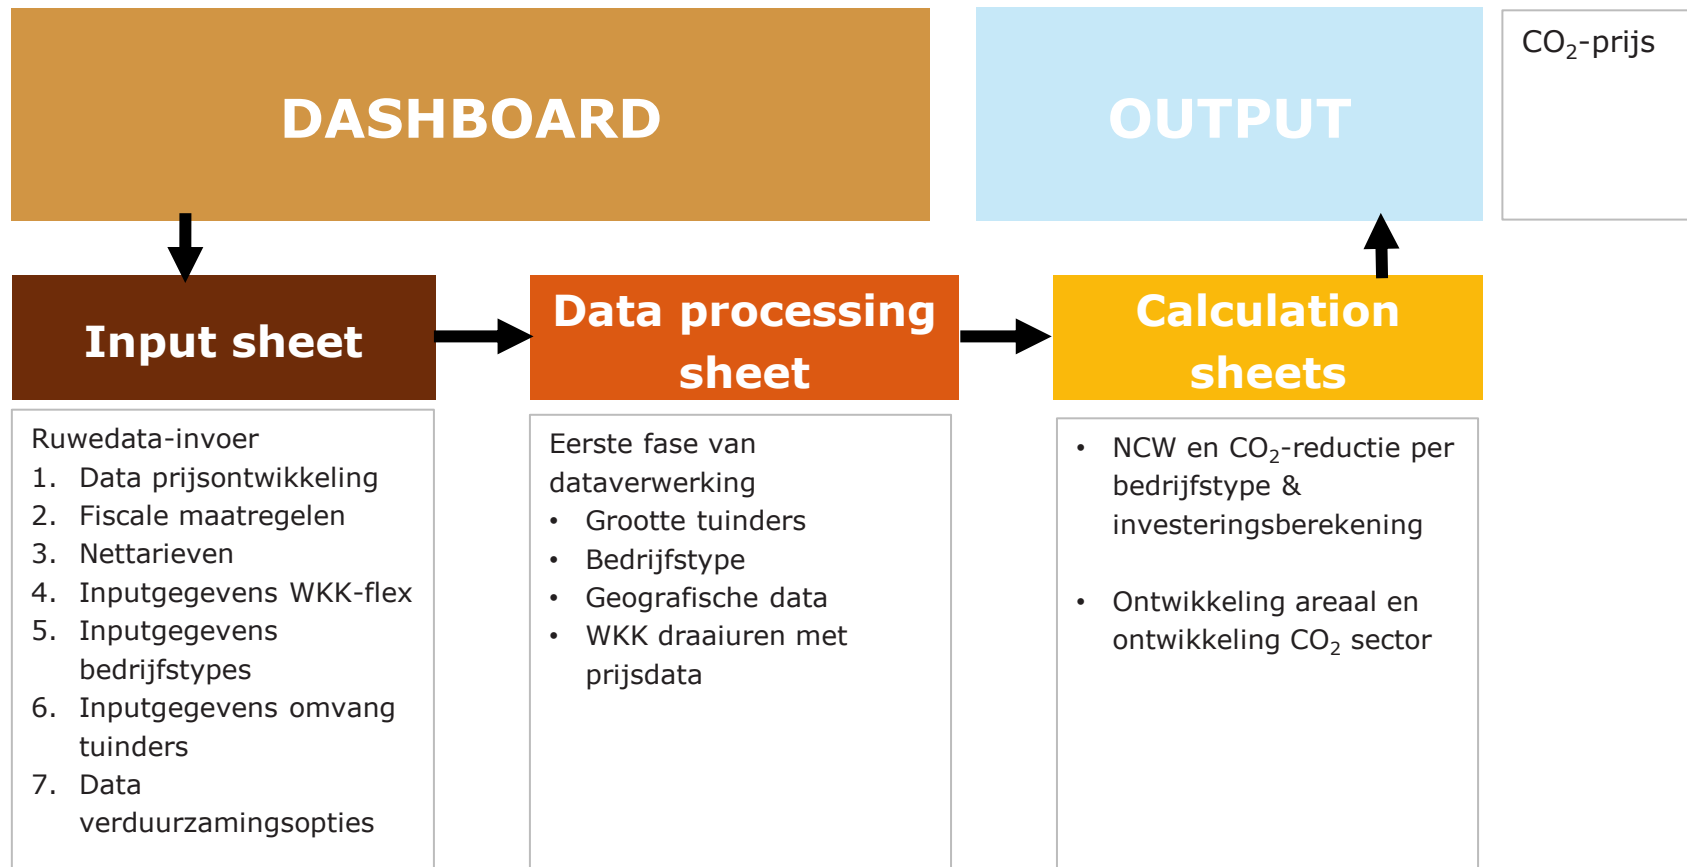 DASHBOARD
OUTPUT
CO₂-prijs
Input sheet
Data processing
sheet
Calculation
sheets
Ruwedata-invoer
1. Data prijsontwikkeling
2. Fiscale maatregelen
3. Nettarieven
4. Inputgegevens WKK-flex
5. Inputgegevens
bedrijfstypes
6. Inputgegevens omvang
tuinders
7. Data
verduurzamingsopties
Eerste fase van
dataverwerking
• Grootte tuinders
• Bedrijfstype
• Geografische data
• WKK draaiuren met
prijsdata
• NCW en CO₂-reductie per
bedrijfstype &
investeringsberekening
• Ontwikkeling areaal en
ontwikkeling CO₂ sector